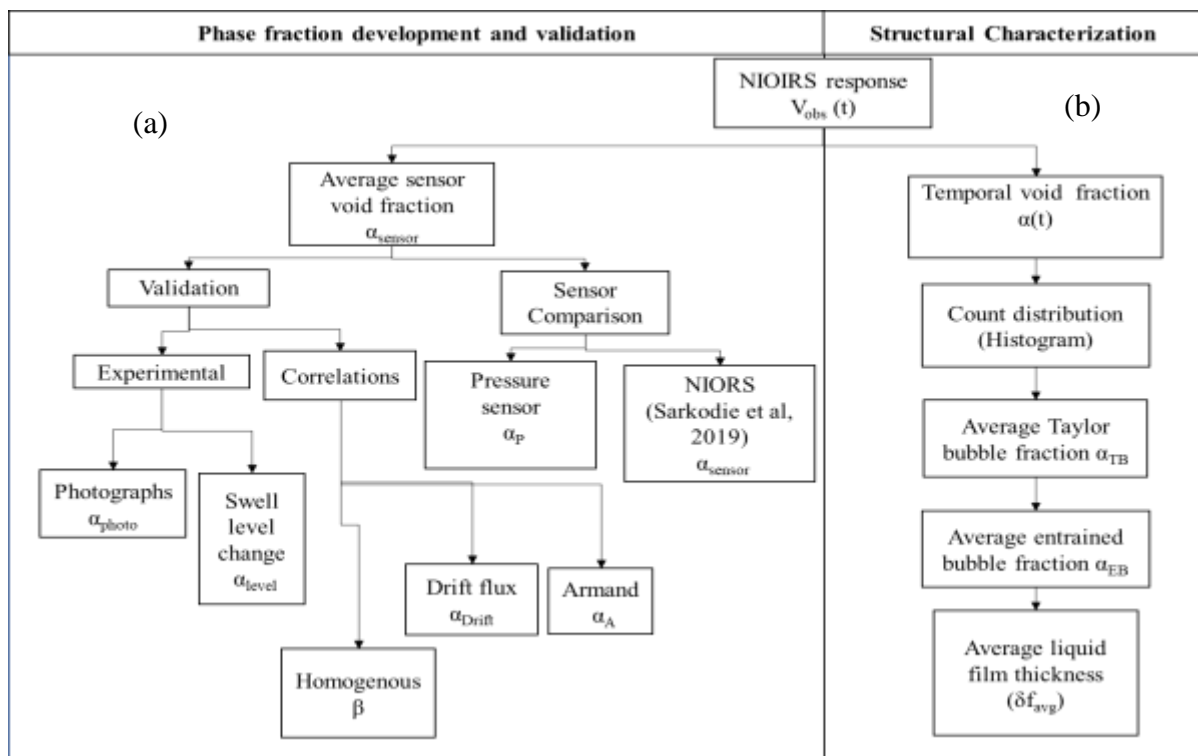 Phase fraction development and validation
Structural Characterization
NIOIRS response
V_obs (t)
(a)
(b)
Average sensor
void fraction
α_sensor
Temporal void fraction
α(t)
Validation
Sensor
Comparison
Count distribution
(Histogram)
Experimental
Correlations
Pressure
sensor
α_P
NIORS
(Sarkodie et al,
2019)
α_sensor
Average Taylor
bubble fraction α_TB
Photographs
α_photo
Swell
level
change
α_level
Average entrained
bubble fraction α_EB
Drift flux
α_Drift
Armand
α_A
Homogenous
β
Average liquid
film thickness
(δf_avg)